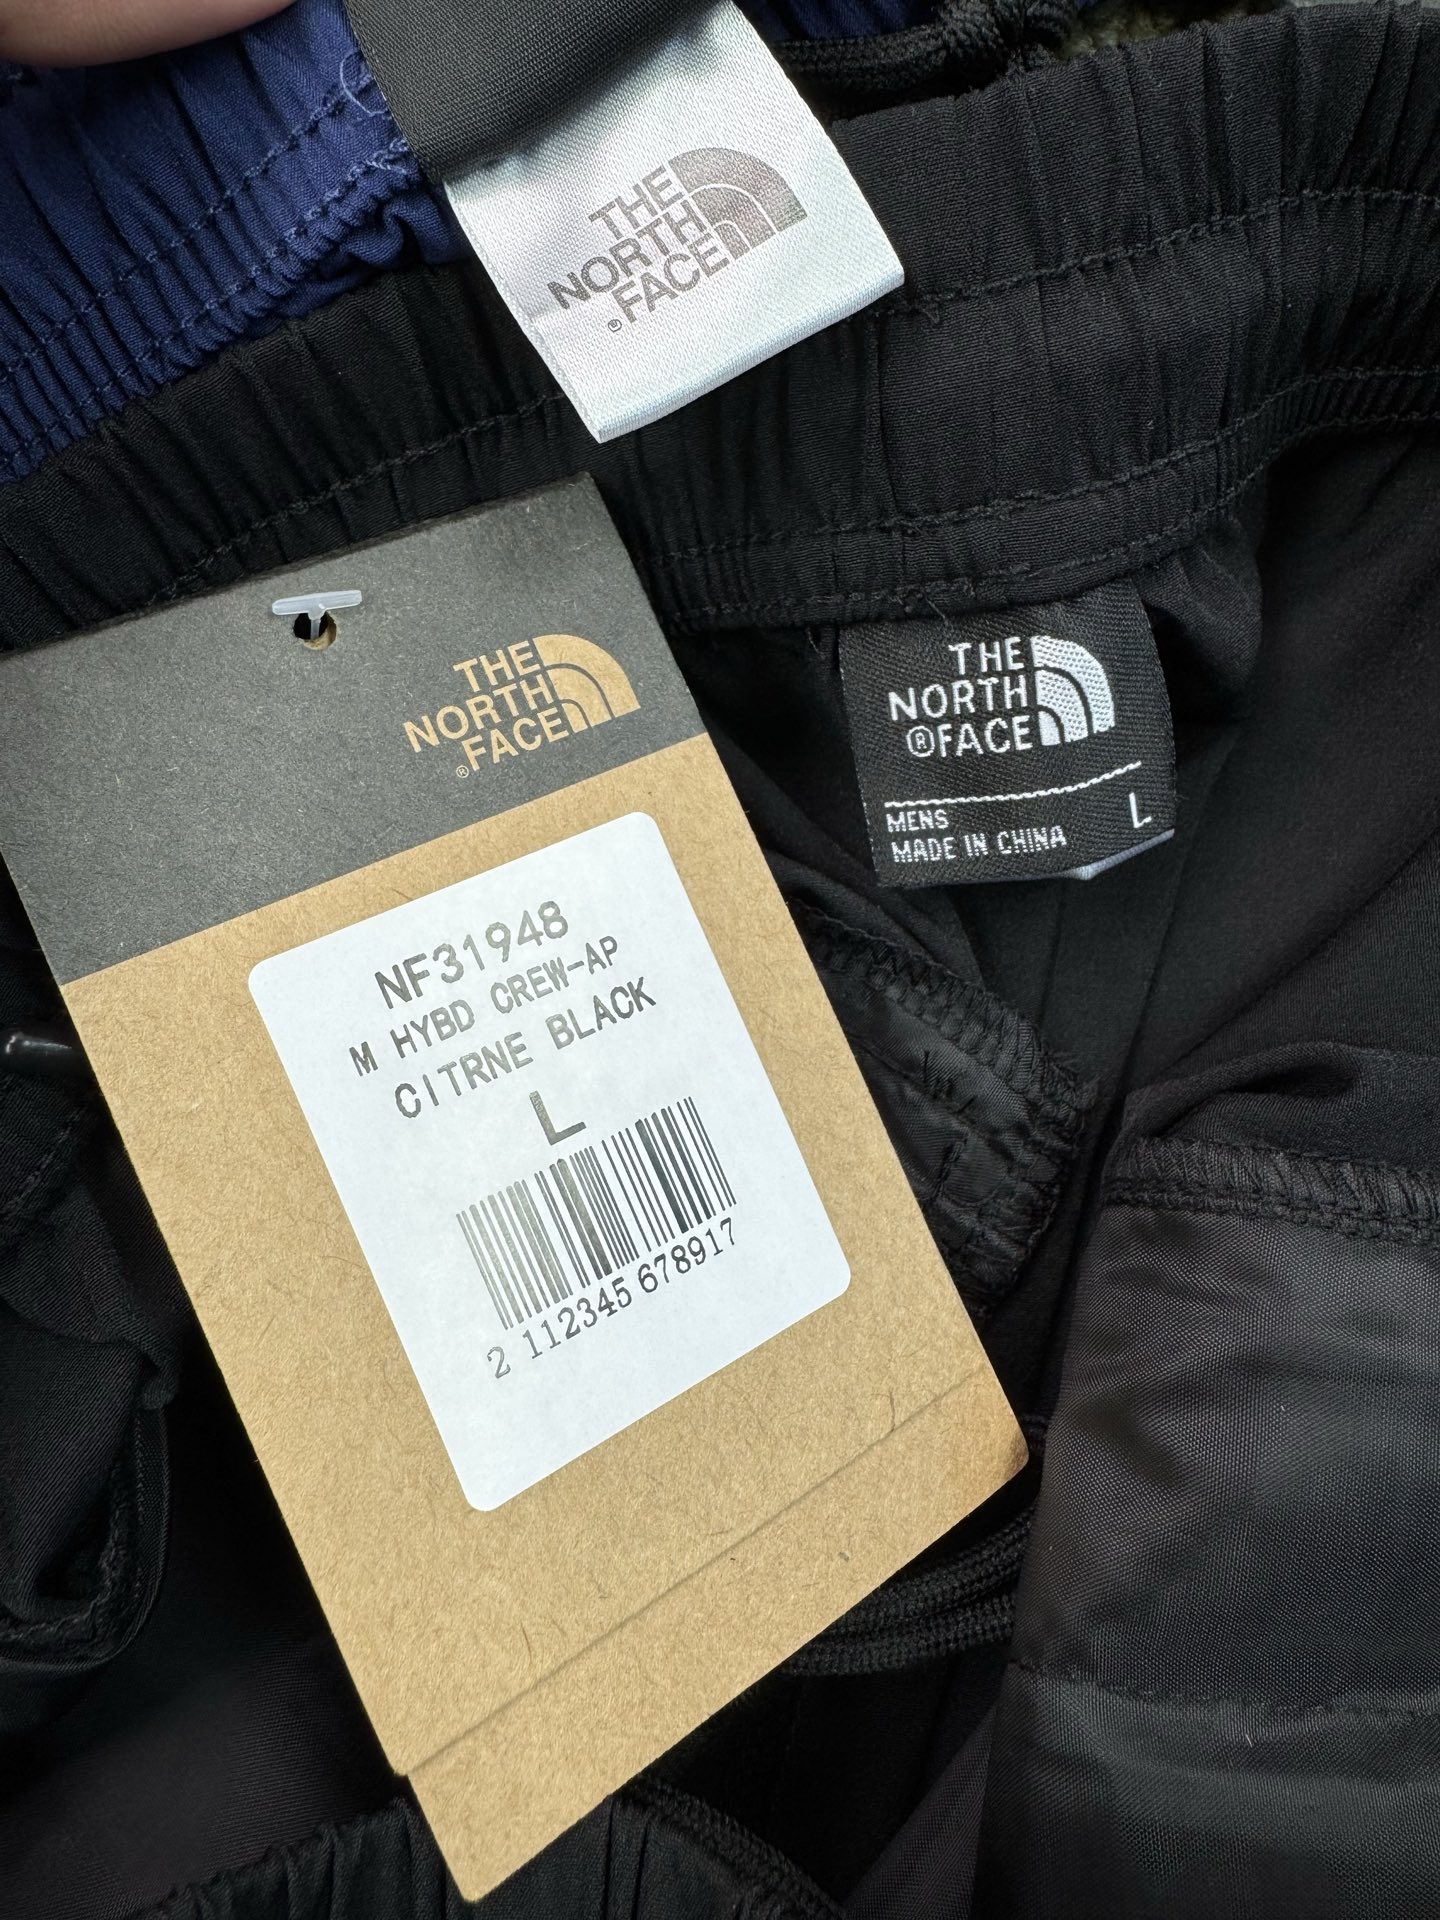 THE
NORTH
FACE®
THE
NORTH
FACE®
THE
NORTH
®FACE
MENS
L
MADE IN CHINA
NF31948
M HYBD CREW-AP
CITRNE BLACK
L
2 112345 678917